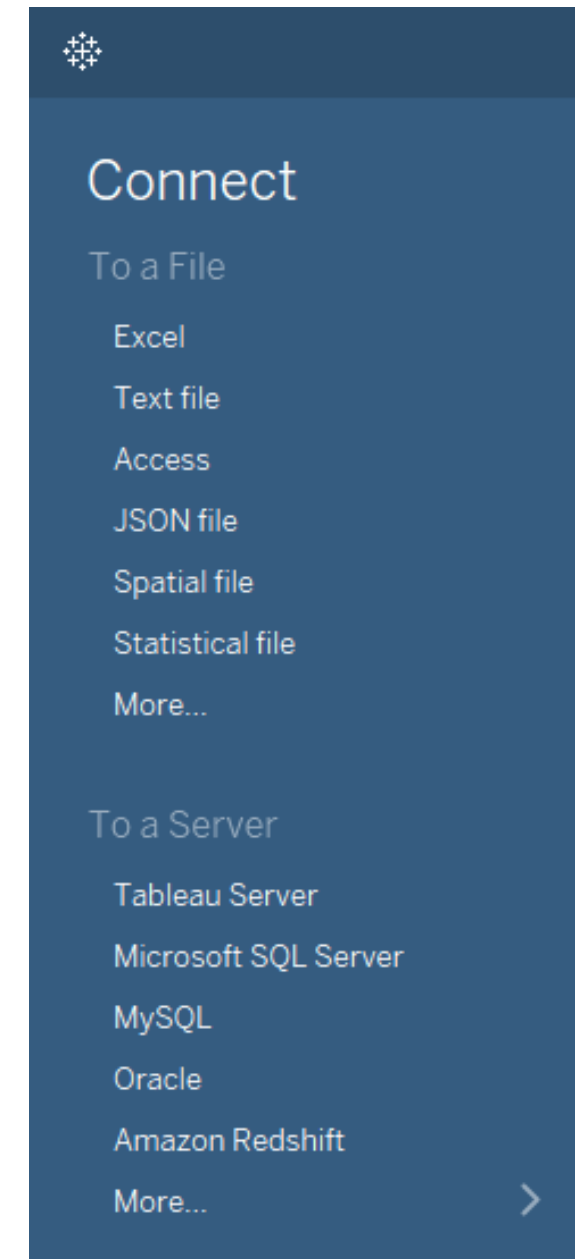 Connect
To a File
Excel
Text file
Access
JSON file
Spatial file
Statistical file
More...
To a Server
Tableau Server
Microsoft SQL Server
MySQL
Oracle
Amazon Redshift
More...